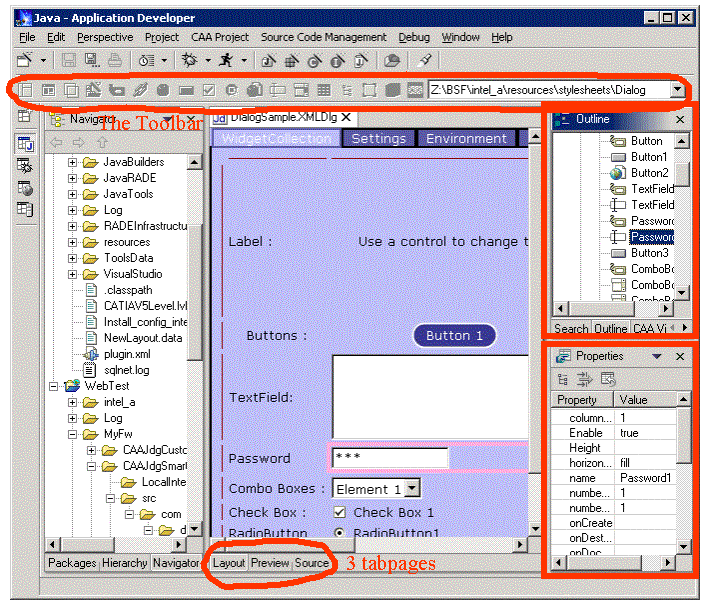 Java - Application Developer
File Edit Perspective Project CAA Project Source Code Management Debug Window Help
Z:\BSF\intel_a\resources\stylesheets\Dialog
Navigator
The Toolbar
JavaBuilders
JavaRADE
JavaTools
Log
RADEInfrastructu
resources
ToolsData
VisualStudio
.classpath
CATIAV5Level.lvl
Install_config_inte
NewLayout.data
plugin.xml
sqlnet.log
WebTest
intel_a
Log
MyFw
CAAJdgCusto
CAAJdgSmar
LocalInte
src
com
d
Packages Hierarchy Navigator
DialogSample.XMLDlg
WidgetCollection Settings Environment
Label : Use a control to change t
Buttons : Button 1
TextField:
Password ***
Combo Boxes : Element 1
Check Box : Check Box 1
RadioButton RadioButton1
Layout Preview Source
3 tabpages
Outline
Button
Button1
Button2
TextField
TextField
Password
Password
Button3
ComboBo
ComboBo
ComboBo
Search Outline CAA Vi
Properties
Property Value
column... 1
Enable true
Height
horizon... fill
name Password1
numbe... 1
numbe... 1
onCreate
onDest...
onDoc